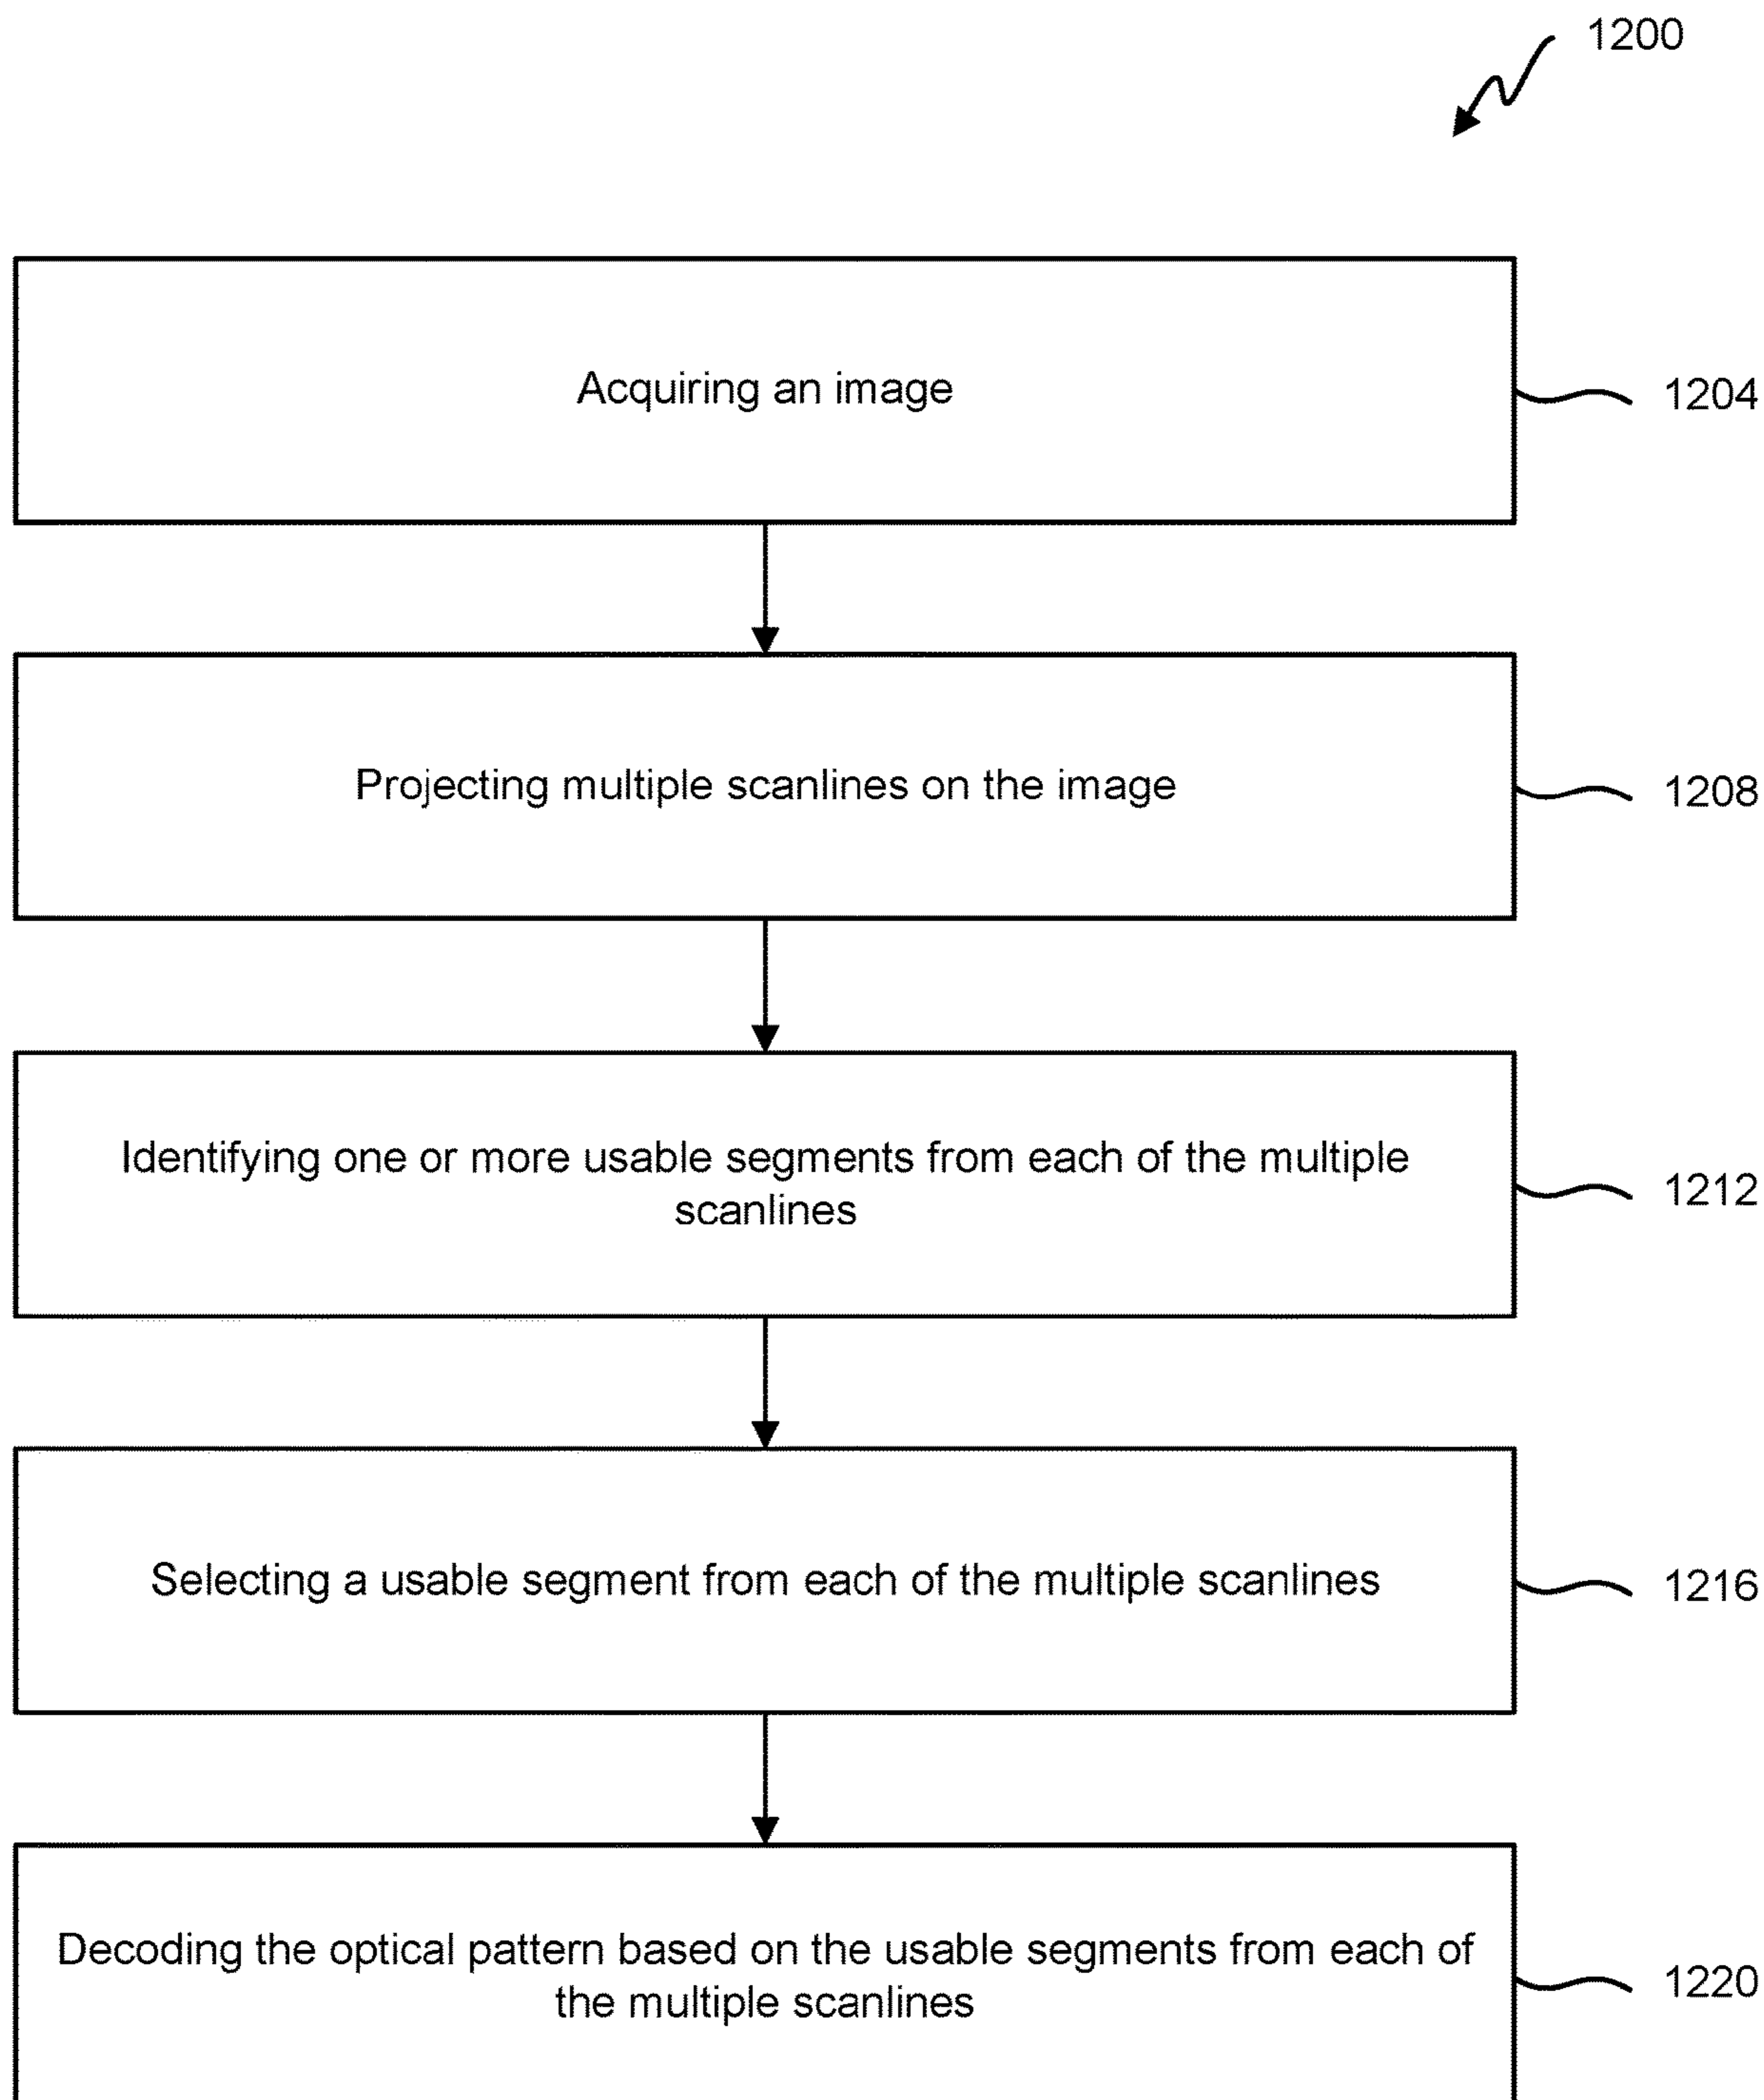 1200
Acquiring an image
1204
Projecting multiple scanlines on the image
1208
Identifying one or more usable segments from each of the multiple
scanlines
1212
Selecting a usable segment from each of the multiple scanlines
1216
Decoding the optical pattern based on the usable segments from each of
the multiple scanlines
1220